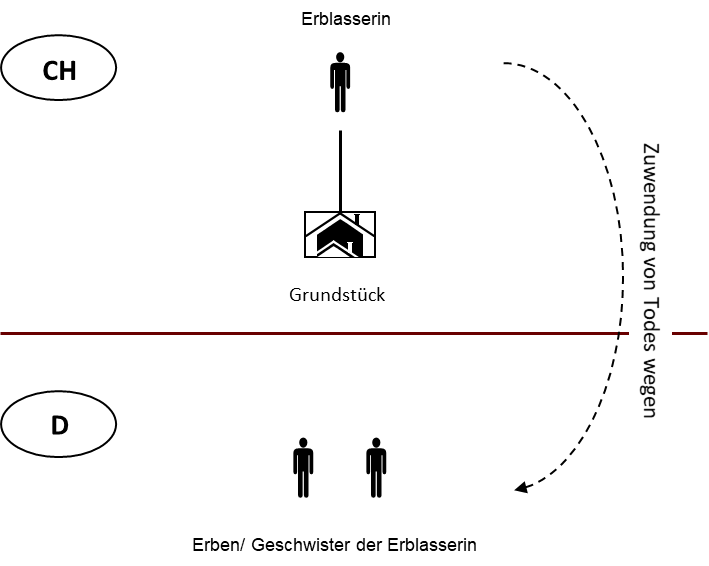 Erblasserin
CH
Zuwendung von Todes wegen
Grundstück
D
Erben/ Geschwister der Erblasserin